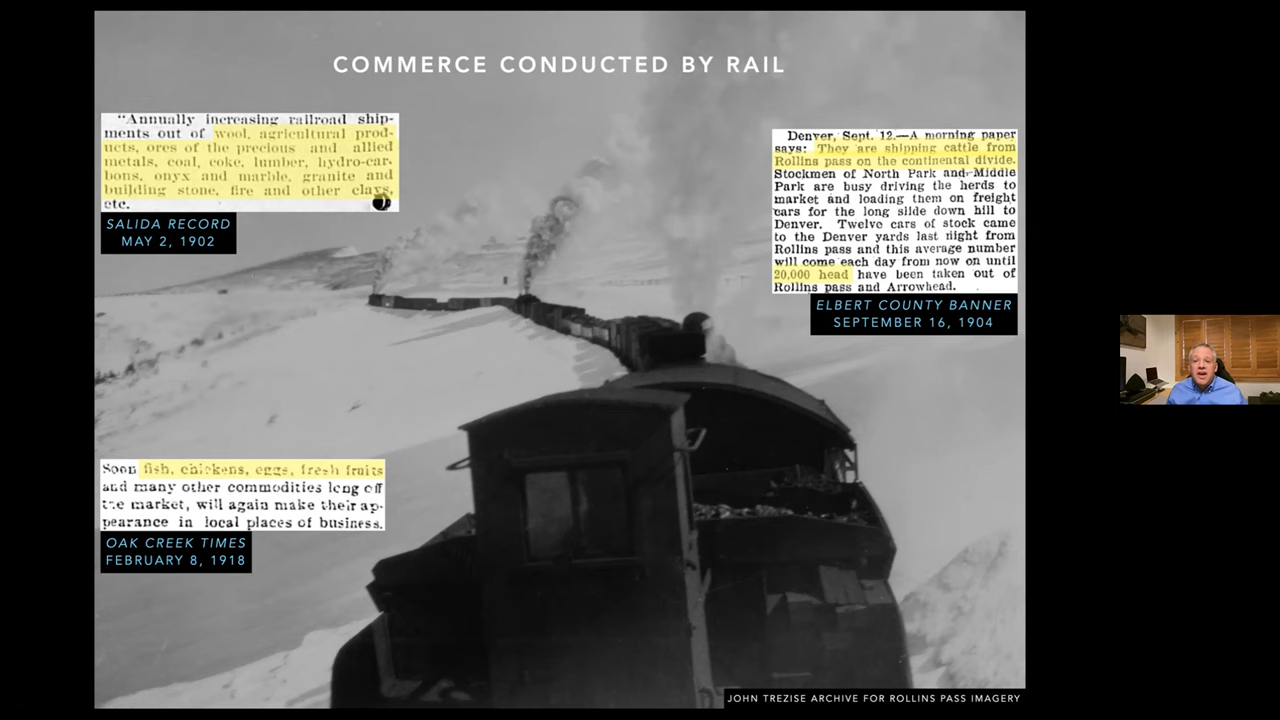 COMMERCE CONDUCTED BY RAIL
"Annually increasing railroad ship-
ments out of wool, agricultural prod-
ucts, ores of the precious and allied
metals, coal, coke, lumber, hydro-car-
bons, onyx and marble, granite and
building stone, fire and other clays,
etc.
SALIDA RECORD
MAY 2, 1902
Denver, Sept. 12.—A morning paper
says: They are shipping cattle from
Rollins pass on the continental divide.
Stockmen of North Park and Middle
Park are busy driving the herds to
market and loading them on freight
cars for the long slide down hill to
Denver. Twelve cars of stock came
to the Denver yards last night from
Rollins pass and this average number
will come each day from now on until
20,000 head have been taken out of
Rollins pass and Arrowhead.
ELBERT COUNTY BANNER
SEPTEMBER 16, 1904
Soon fish, chickens, eggs, fresh fruits
and many other commodities long off
the market, will again make their ap-
pearance in local places of business.
OAK CREEK TIMES
FEBRUARY 8, 1918
JOHN TREZISE ARCHIVE FOR ROLLINS PASS IMAGERY